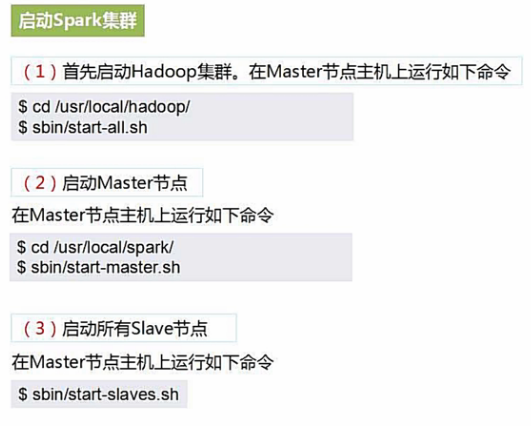 启动Spark集群
（1）首先启动Hadoop集群。在Master节点主机上运行如下命令
$ cd /usr/local/hadoop/
$ sbin/start-all.sh
（2）启动Master节点
在Master节点主机上运行如下命令
$ cd /usr/local/spark/
$ sbin/start-master.sh
（3）启动所有Slave节点
在Master节点主机上运行如下命令
$ sbin/start-slaves.sh